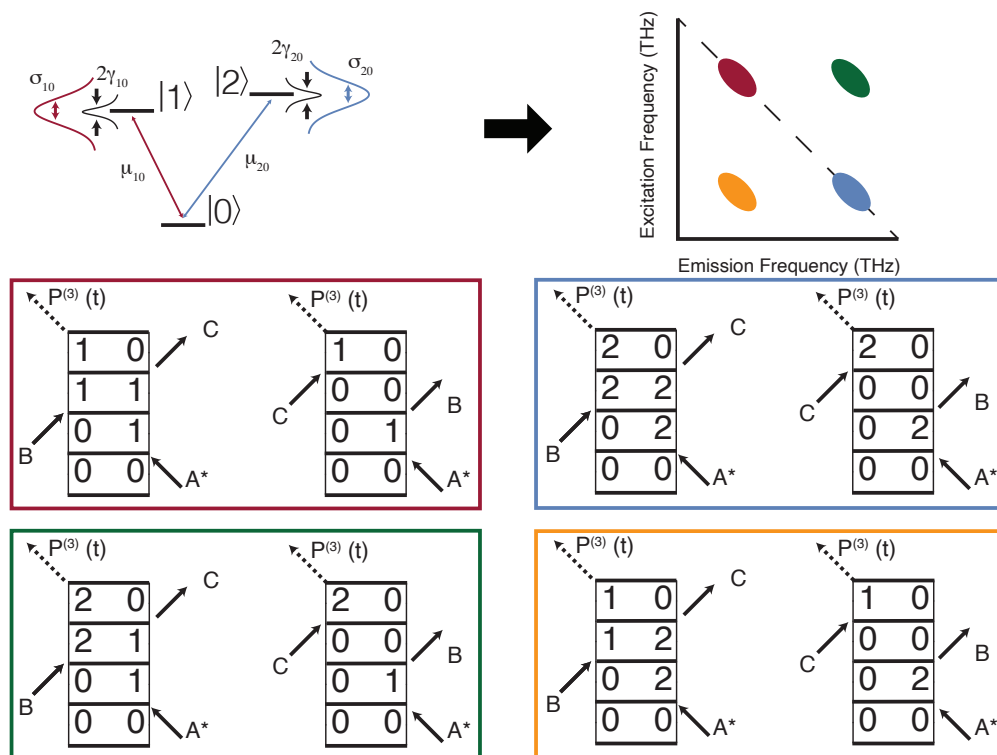 σ10 2γ10 |1⟩
|2⟩ 2γ20 σ20
μ10 μ20
|0⟩
Excitation Frequency (THz)
Emission Frequency (THz)
P(3) (t)
1 0
C
1 1
0 1
B
0 0
A*
P(3) (t)
1 0
0 0
C
B
0 1
0 0
A*
P(3) (t)
2 0
C
2 2
0 2
B
0 0
A*
P(3) (t)
2 0
0 0
C
B
0 2
0 0
A*
P(3) (t)
2 0
C
2 1
0 1
B
0 0
A*
P(3) (t)
2 0
0 0
C
B
0 1
0 0
A*
P(3) (t)
1 0
C
1 2
0 2
B
0 0
A*
P(3) (t)
1 0
0 0
C
B
0 2
0 0
A*